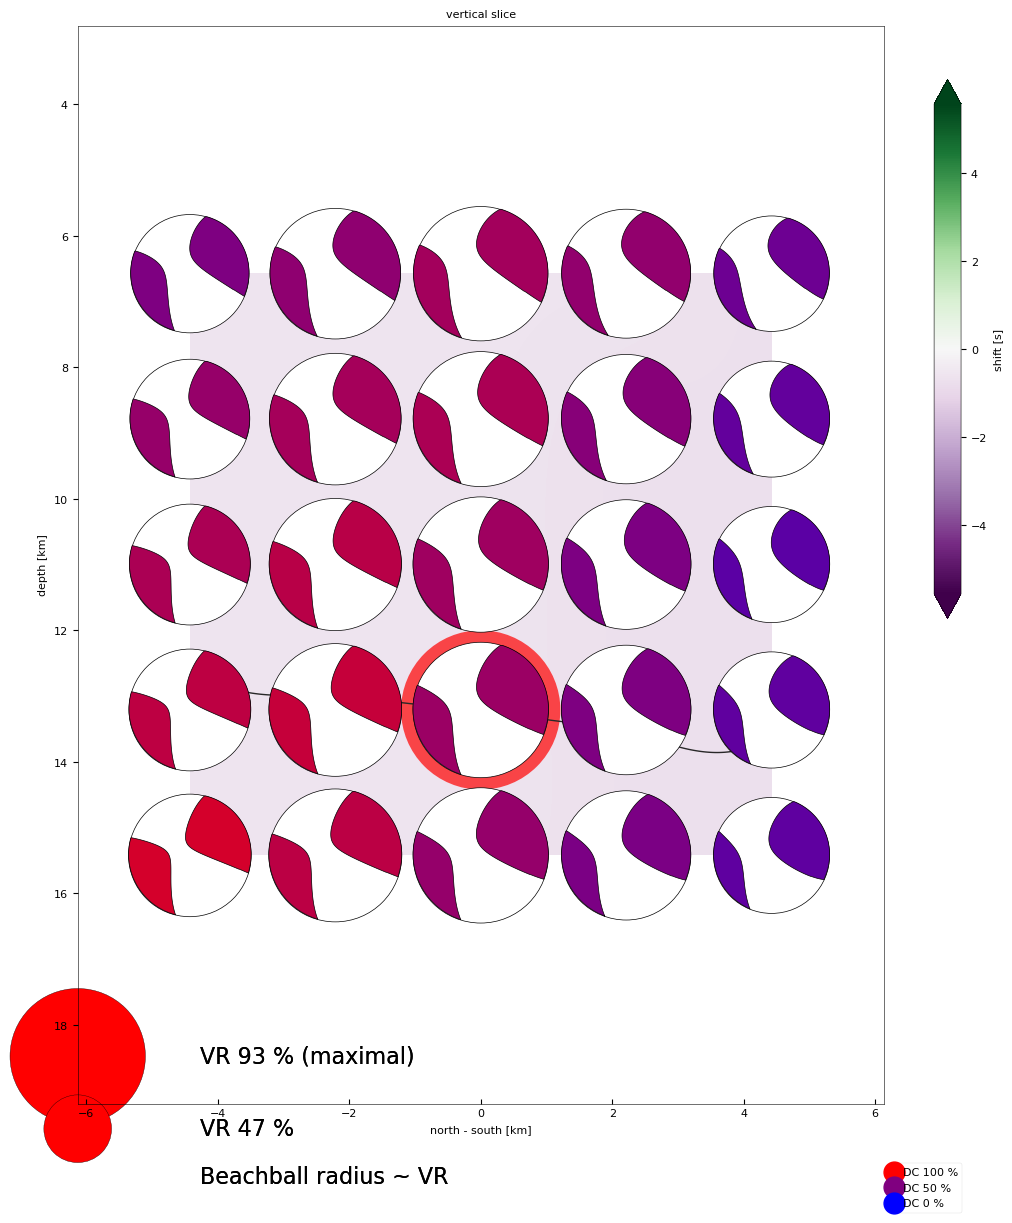 vertical slice
4
6
8
10
12
14
16
18
depth [km]
−6
−4
−2
0
2
4
6
north - south [km]
4
2
0
−2
−4
shift [s]
VR 93 % (maximal)
VR 47 %
Beachball radius ~ VR
DC 100 %
DC 50 %
DC 0 %